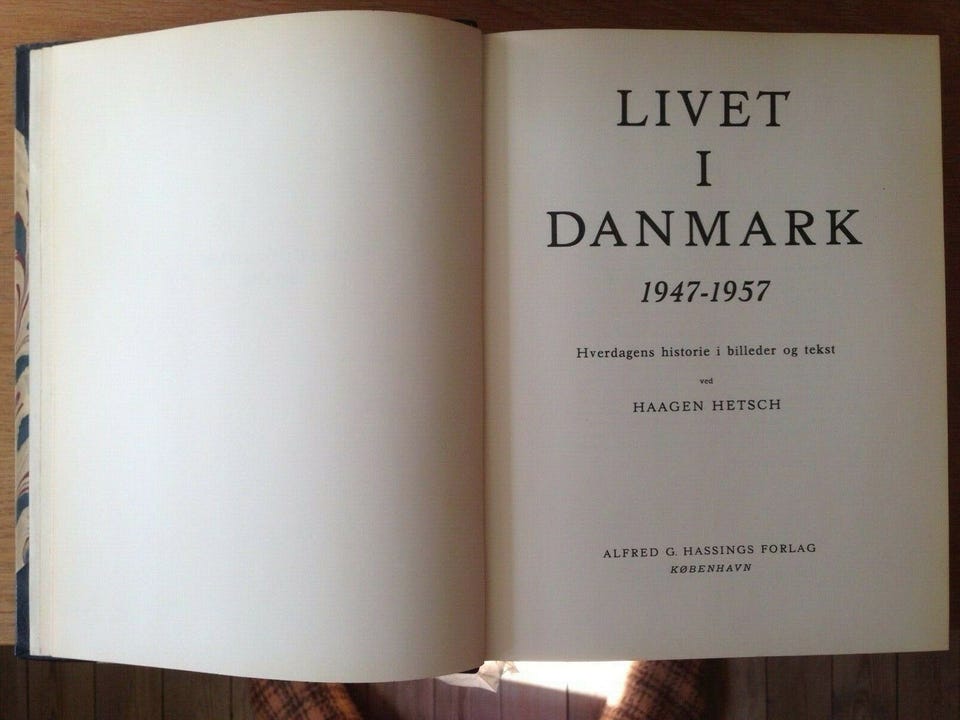 LIVET
I
DANMARK
1947-1957
Hverdagens historie i billeder og tekst
ved
HAAGEN HETSCH
ALFRED G. HASSINGS FORLAG
KØBENHAVN